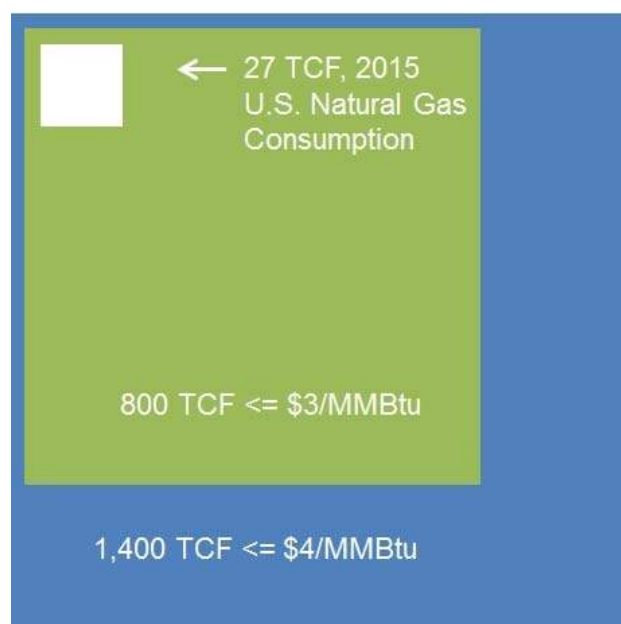 27 TCF, 2015
U.S. Natural Gas
Consumption
800 TCF <= $3/MMBtu
1,400 TCF <= $4/MMBtu